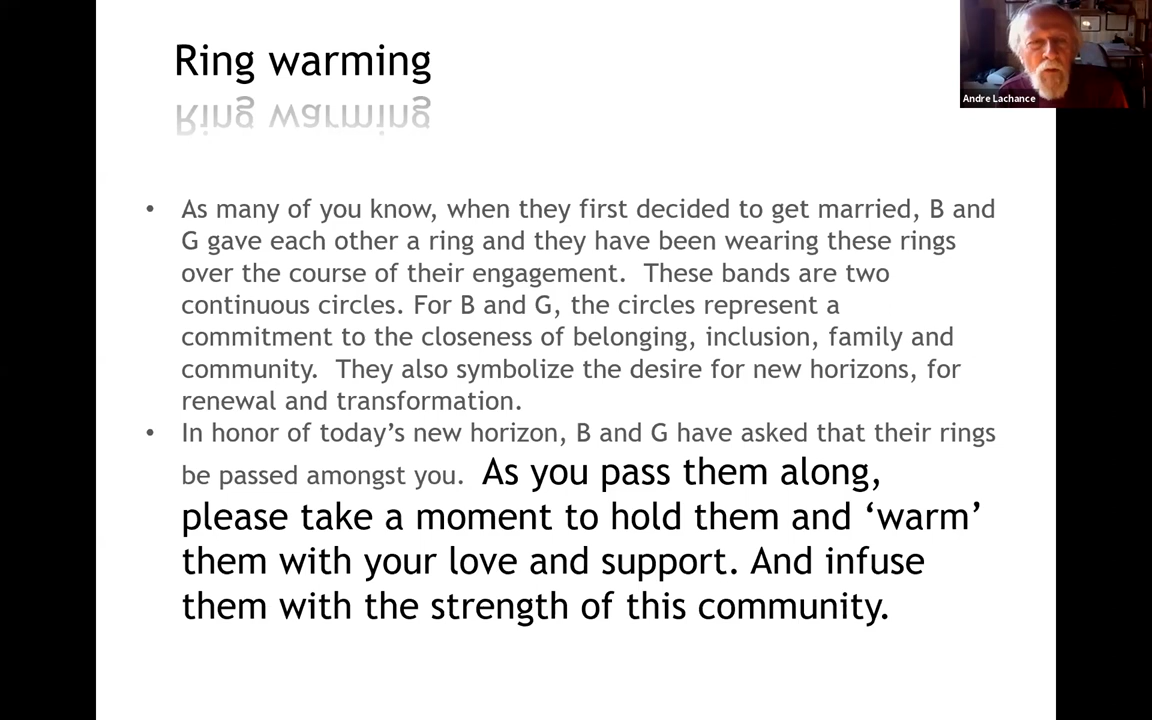 Ring warming
Andre Lachance
• As many of you know, when they first decided to get married, B and
G gave each other a ring and they have been wearing these rings
over the course of their engagement.  These bands are two
continuous circles. For B and G, the circles represent a
commitment to the closeness of belonging, inclusion, family and
community.  They also symbolize the desire for new horizons, for
renewal and transformation.
• In honor of today’s new horizon, B and G have asked that their rings
be passed amongst you.  As you pass them along,
please take a moment to hold them and ‘warm’
them with your love and support. And infuse
them with the strength of this community.